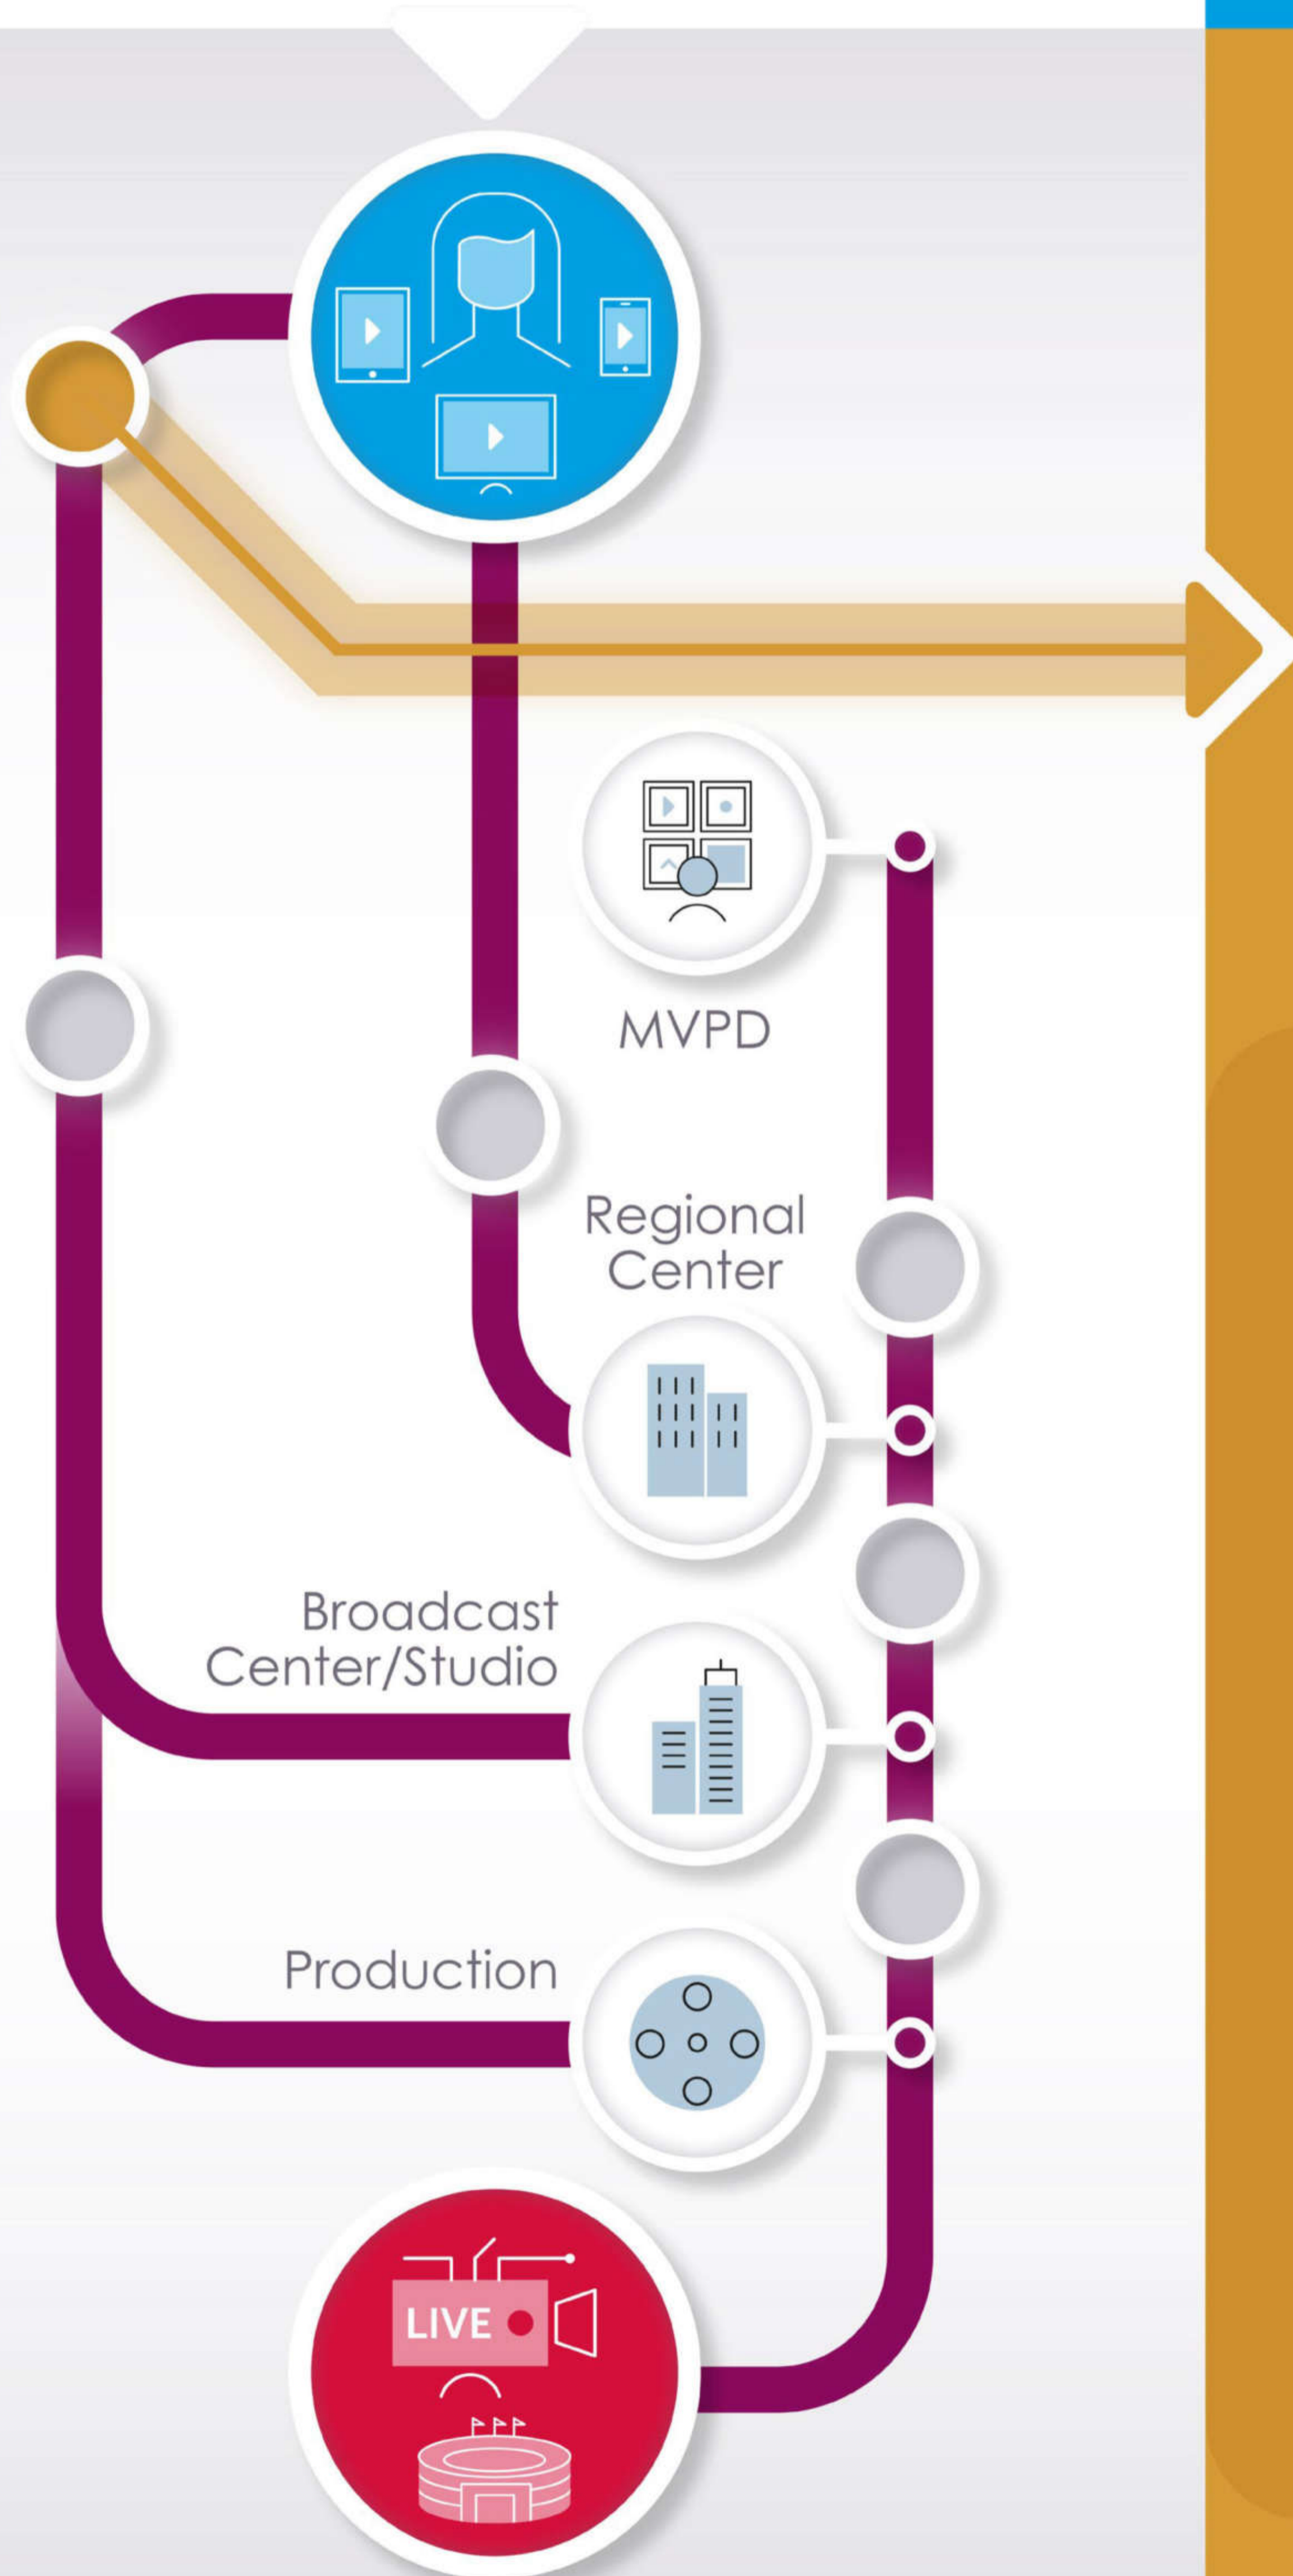 MVPD
Regional
Center
Broadcast
Center/Studio
Production
LIVE